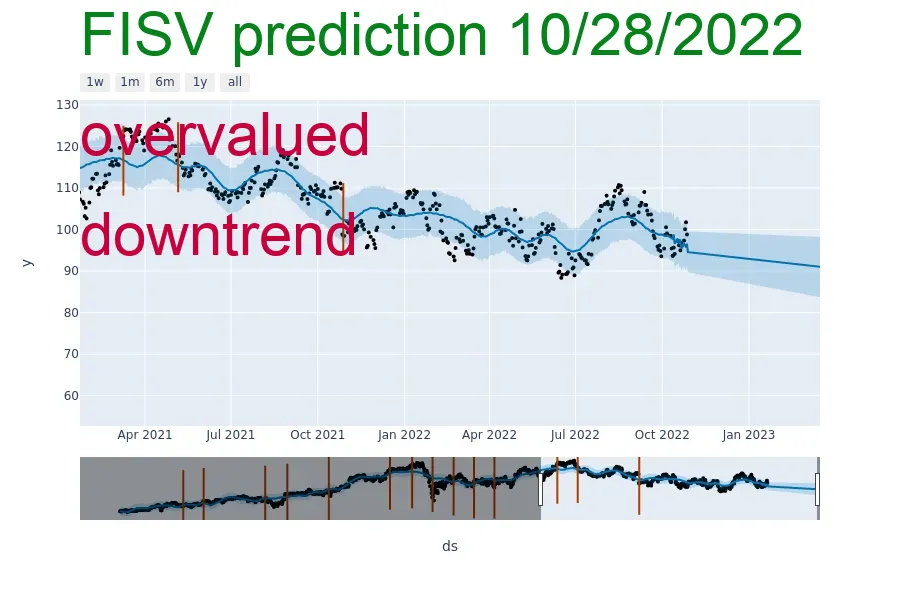 FISV prediction 10/28/2022
1w 1m 6m 1y all
130
overvalued
120
110
100
downtrend
90
y
80
70
60
Apr 2021 Jul 2021 Oct 2021 Jan 2022 Apr 2022 Jul 2022 Oct 2022 Jan 2023
ds